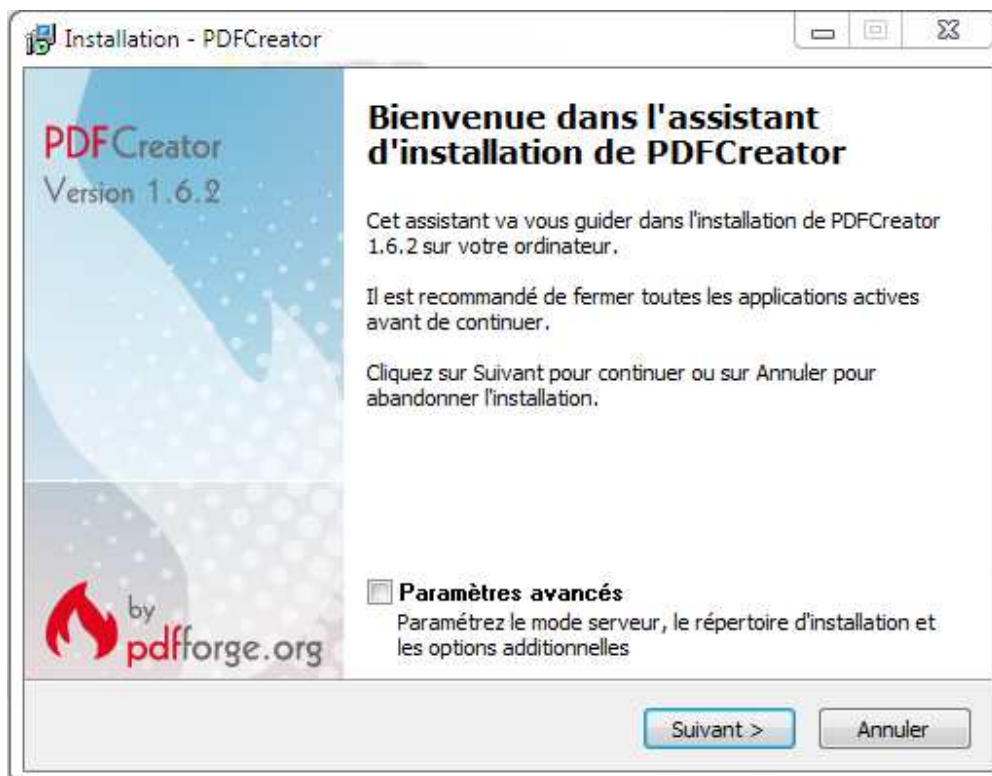 Installation - PDFCreator
PDFCreator
Version 1.6.2
Bienvenue dans l'assistant
d'installation de PDFCreator
Cet assistant va vous guider dans l'installation de PDFCreator
1.6.2 sur votre ordinateur.
Il est recommandé de fermer toutes les applications actives
avant de continuer.
Cliquez sur Suivant pour continuer ou sur Annuler pour
abandonner l'installation.
Paramètres avancés
Paramétrez le mode serveur, le répertoire d'installation et
les options additionnelles
by
pdfforge.org
Suivant >
Annuler